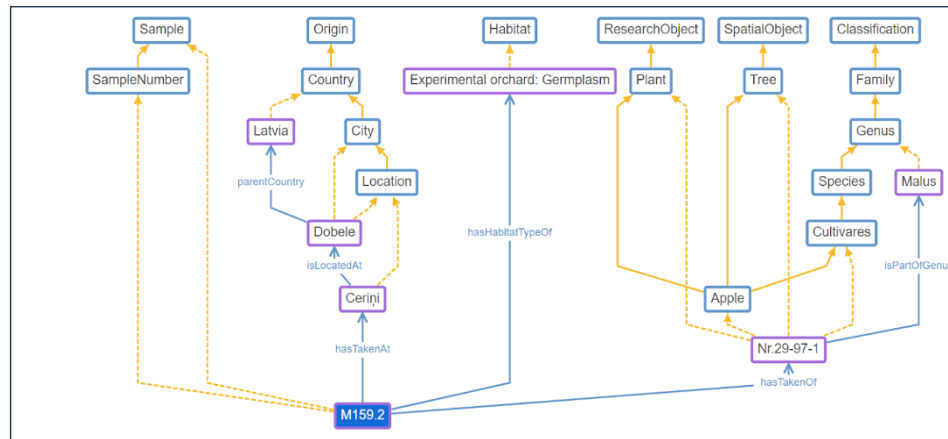 Sample
Origin
Habitat
ResearchObject
SpatialObject
Classification
SampleNumber
Country
Experimental orchard: Germplasm
Plant
Tree
Family
Latvia
City
Genus
parentCountry
Location
Species
Malus
Dobele
hasHabitatTypeOf
Cultivares
isLocatedAt
isPartOfGenu
Ceriņi
Apple
hasTakenAt
Nr.29-97-1
hasTakenOf
M159.2